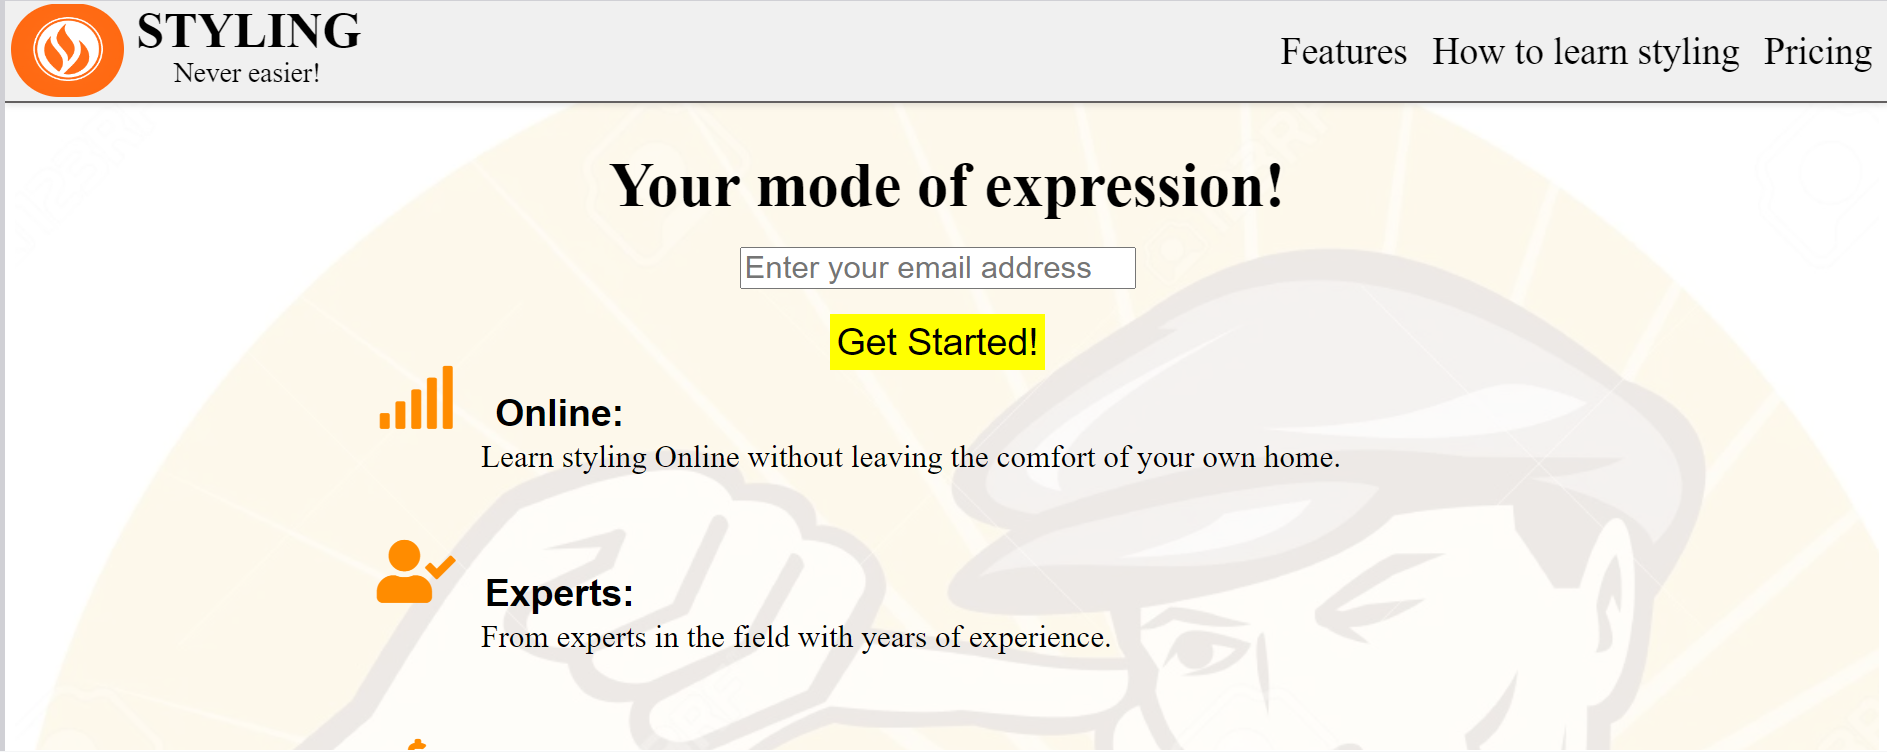 STYLING
Never easier!
Features How to learn styling Pricing
Your mode of expression!
Enter your email address
Get Started!
Online:
Learn styling Online without leaving the comfort of your own home.
Experts:
From experts in the field with years of experience.